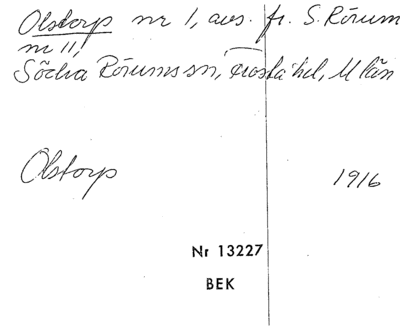 Olstorp nr 1, avs. fr. S. Rörum
nr 11,
Södra Rörums sn, Frosta hd, M län
Olstorp
1916
Nr 13227
BEK